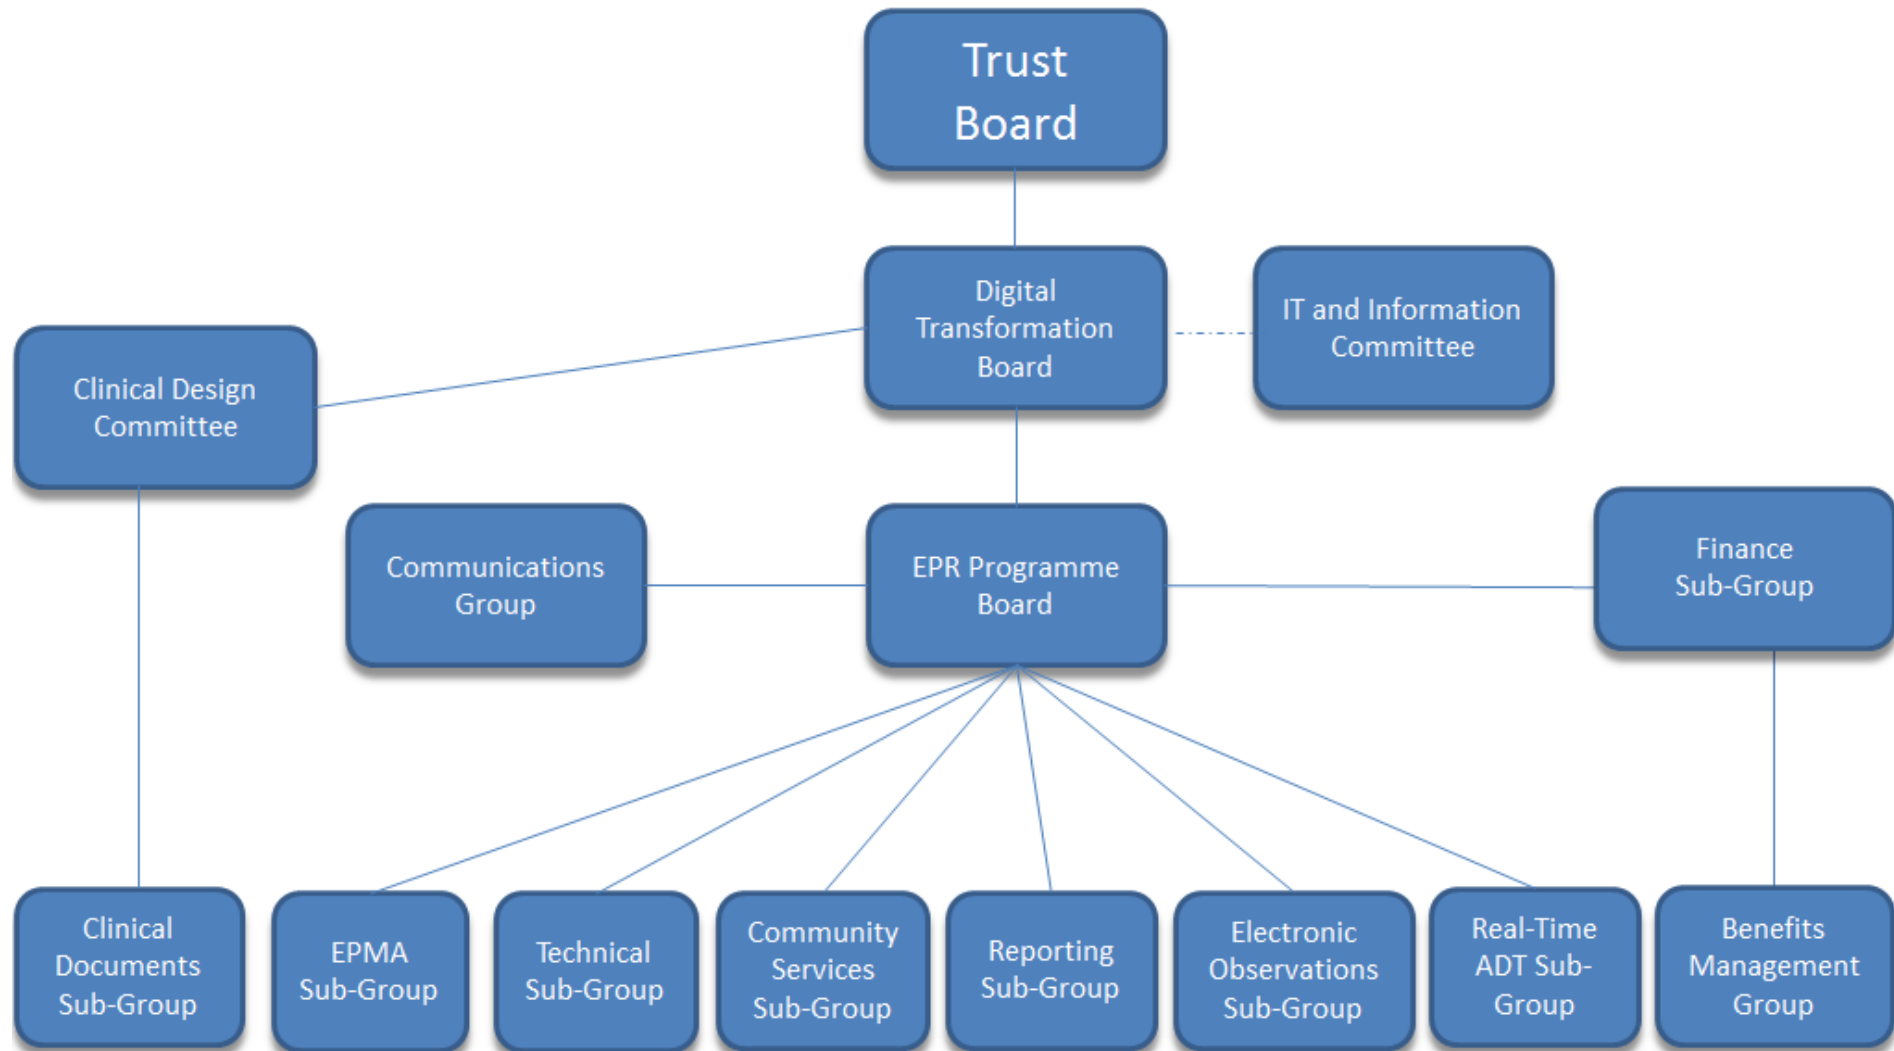 Trust
Board
Digital
Transformation
Board
IT and Information
Committee
Clinical Design
Committee
Communications
Group
EPR Programme
Board
Finance
Sub-Group
Clinical
Documents
Sub-Group
EPMA
Sub-Group
Technical
Sub-Group
Community
Services
Sub-Group
Reporting
Sub-Group
Electronic
Observations
Sub-Group
Real-Time
ADT Sub-
Group
Benefits
Management
Group